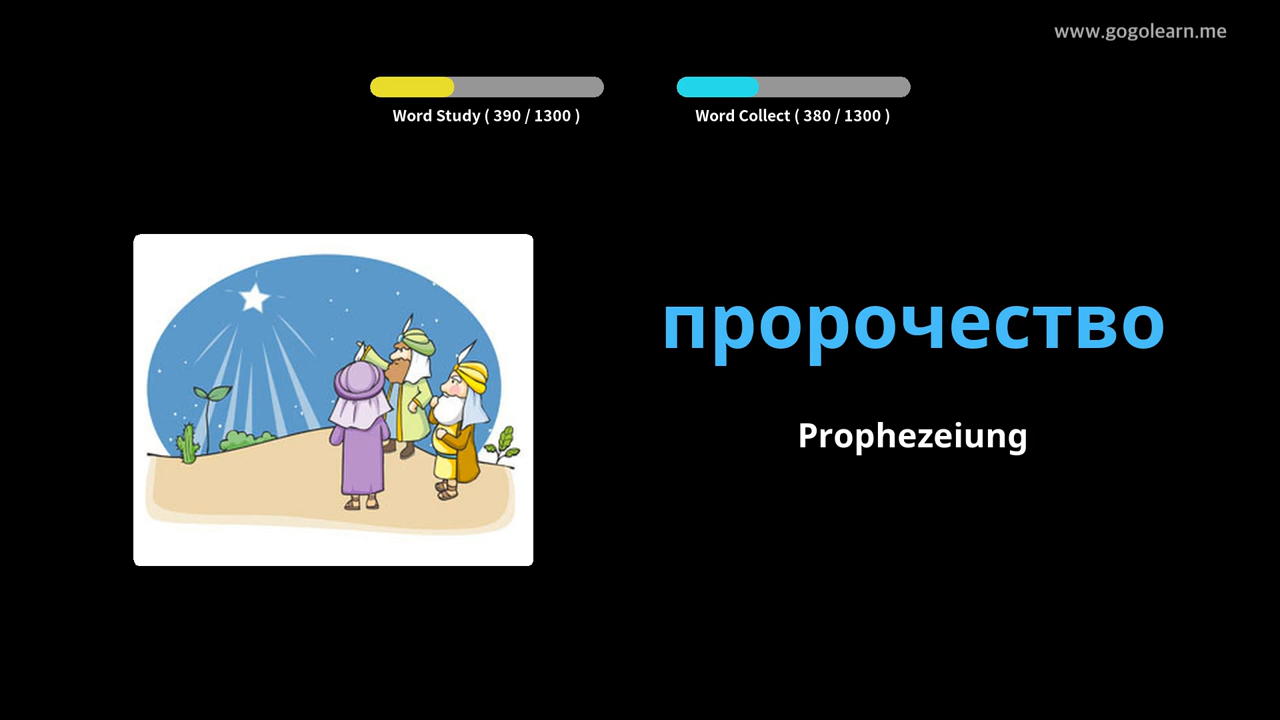 www.gogolearn.me
Word Study ( 390 / 1300 )
Word Collect ( 380 / 1300 )
пророчество
Prophezeiung